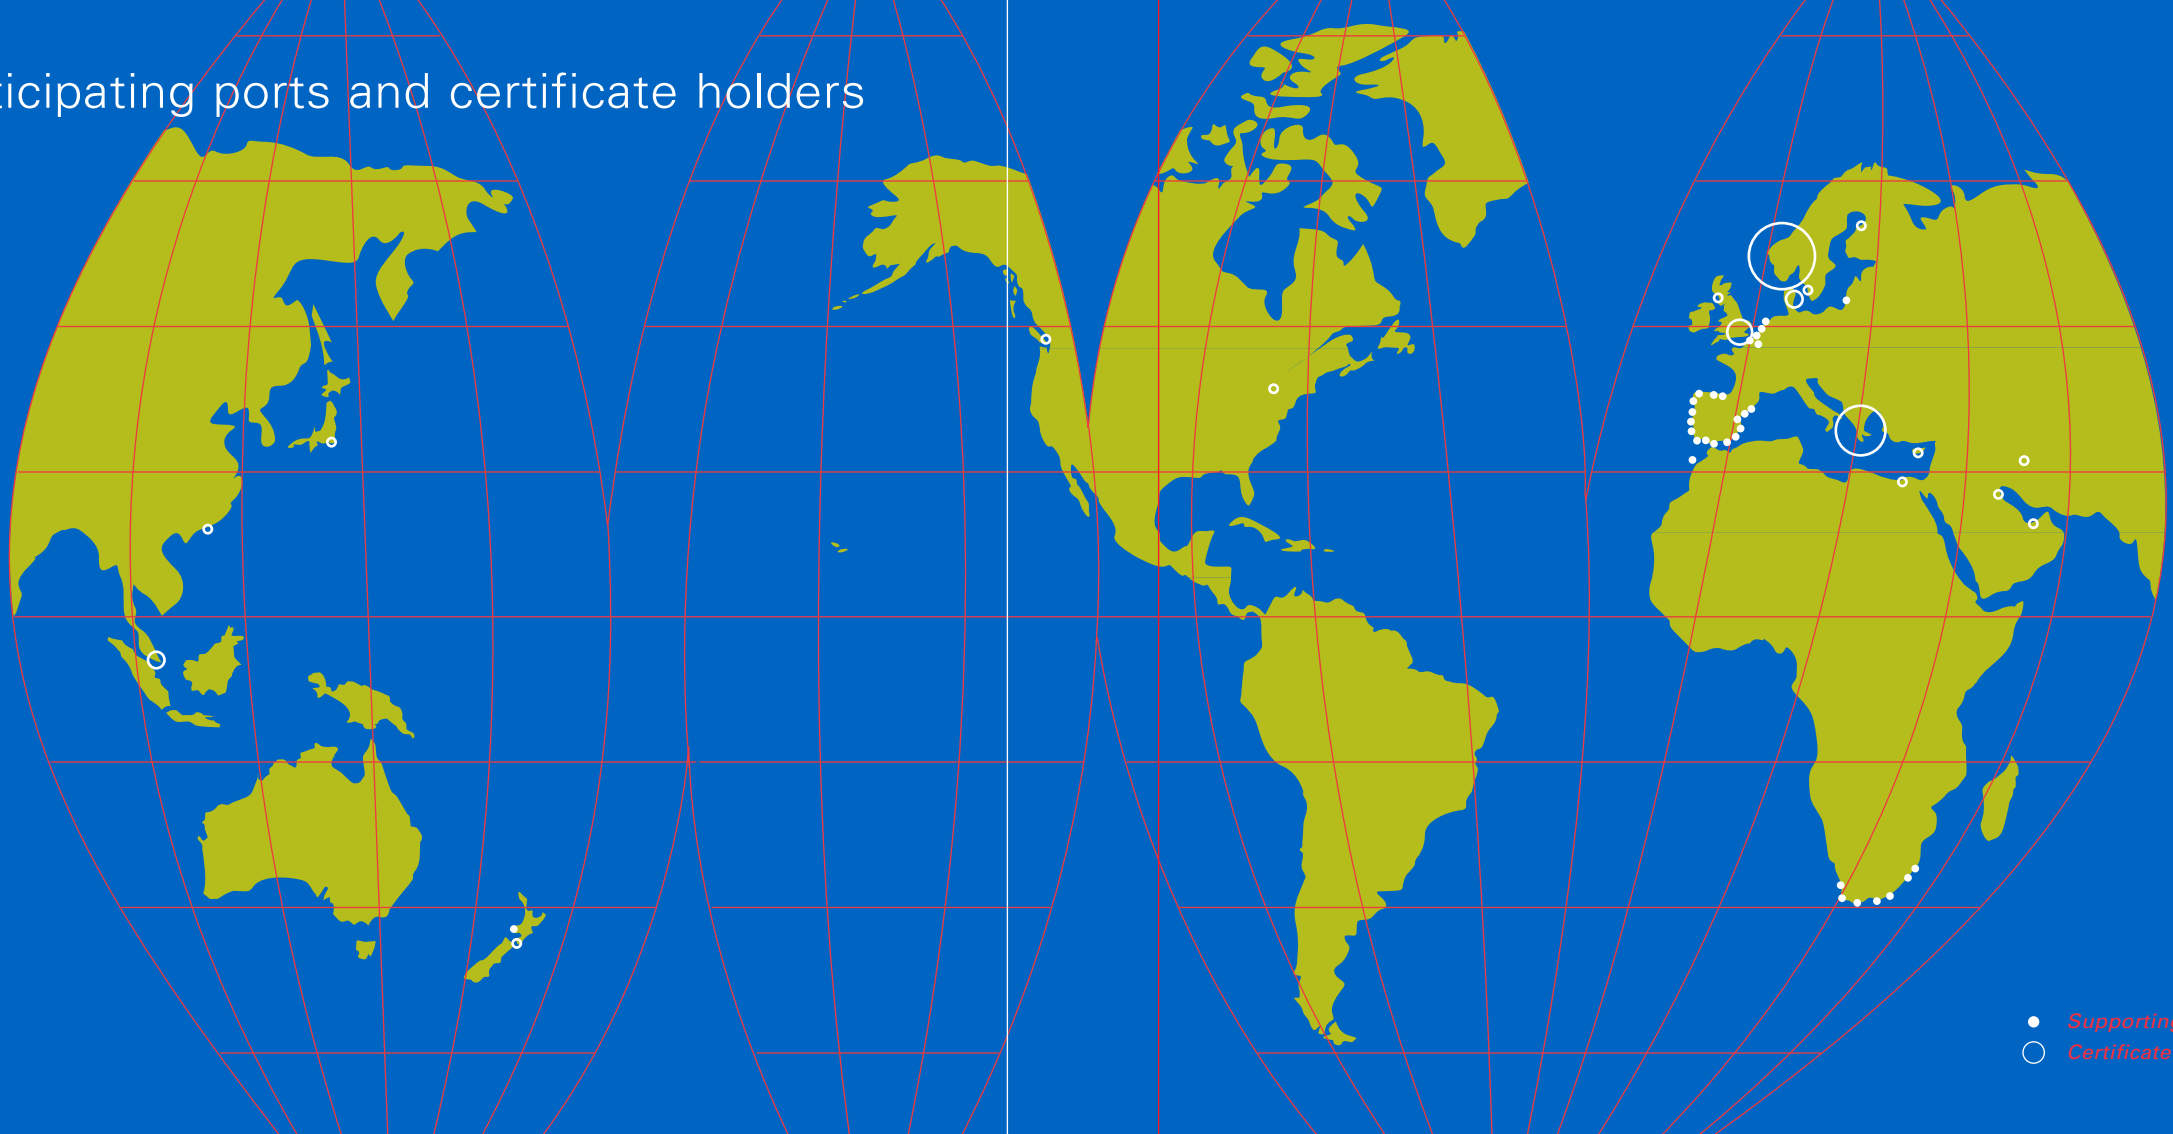 ticipating ports and certificate holders
Supporting
Certificate